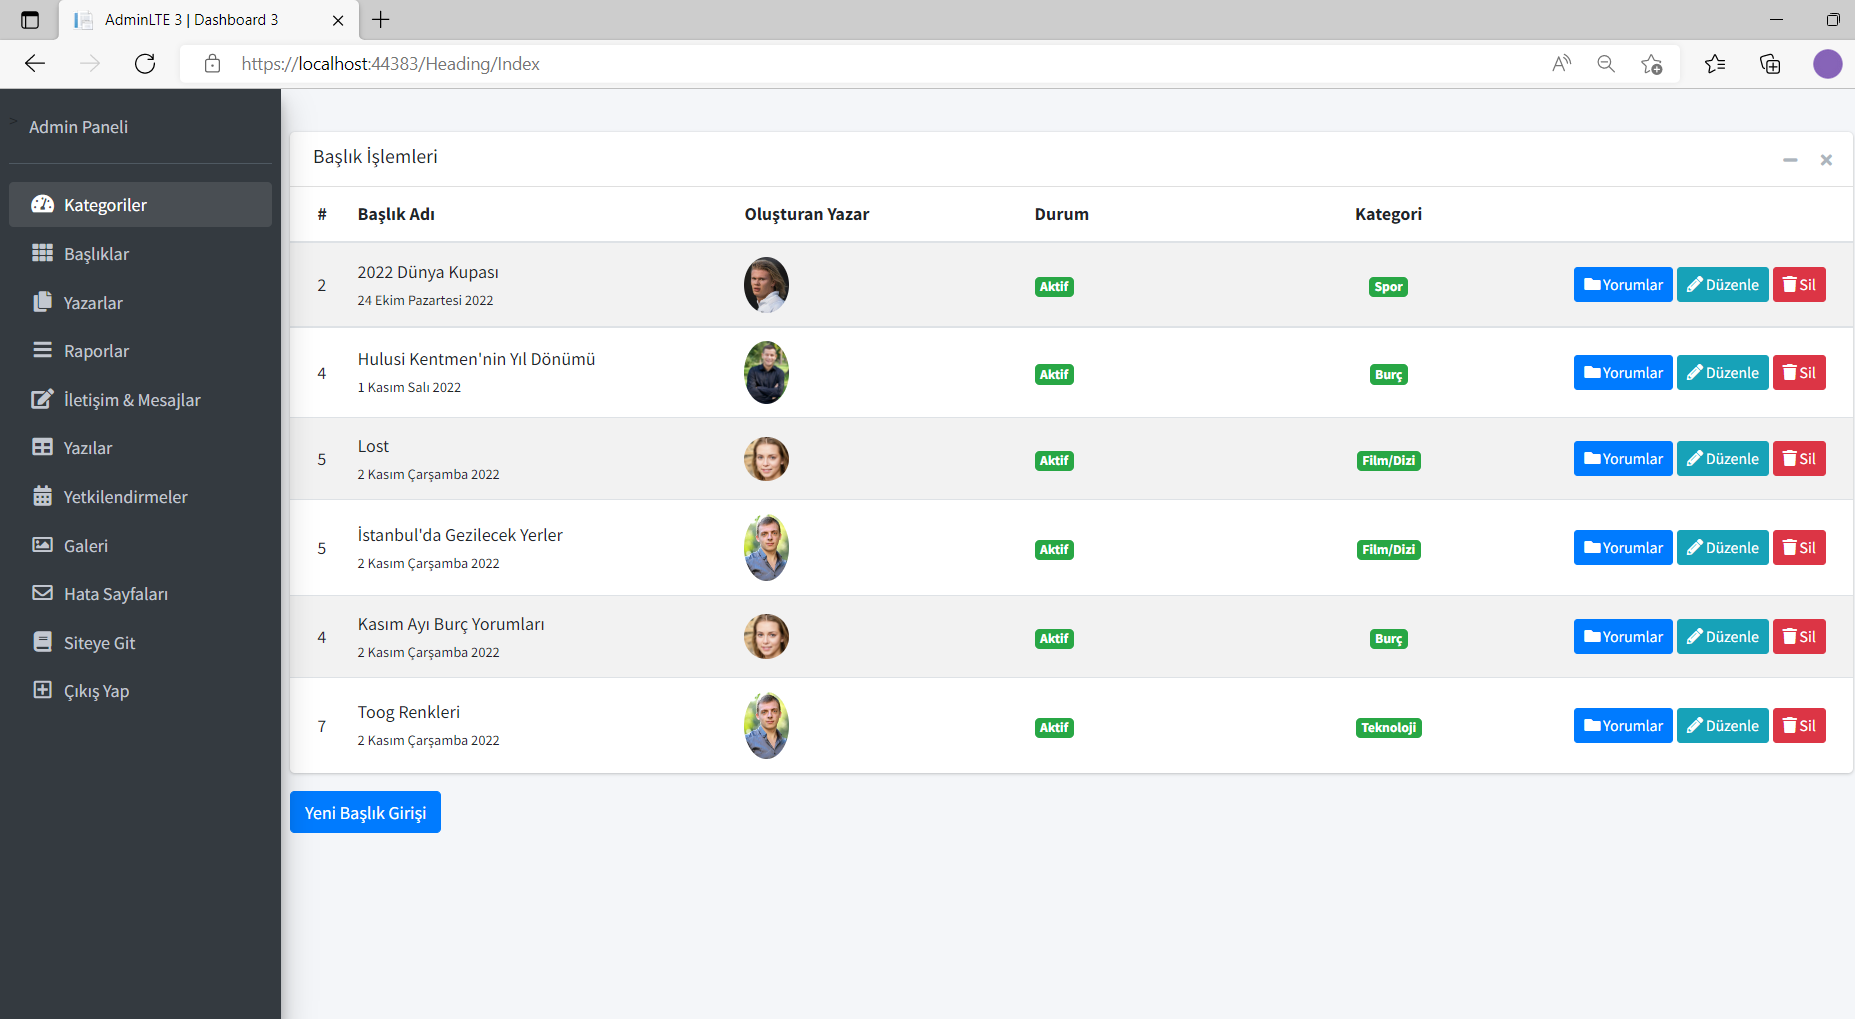 AdminLTE 3 | Dashboard 3
https://localhost:44383/Heading/Index
> Admin Paneli
Kategoriler
Başlıklar
Yazarlar
Raporlar
İletişim & Mesajlar
Yazılar
Yetkilendirmeler
Galeri
Hata Sayfaları
Siteye Git
Çıkış Yap
Başlık İşlemleri
# Başlık Adı Oluşturan Yazar Durum Kategori
2 2022 Dünya Kupası Aktif Spor Yorumlar Düzenle Sil
24 Ekim Pazartesi 2022
4 Hulusi Kentmen'nin Yıl Dönümü Aktif Burç Yorumlar Düzenle Sil
1 Kasım Salı 2022
5 Lost Aktif Film/Dizi Yorumlar Düzenle Sil
2 Kasım Çarşamba 2022
5 İstanbul'da Gezilecek Yerler Aktif Film/Dizi Yorumlar Düzenle Sil
2 Kasım Çarşamba 2022
4 Kasım Ayı Burç Yorumları Aktif Burç Yorumlar Düzenle Sil
2 Kasım Çarşamba 2022
7 Toog Renkleri Aktif Teknoloji Yorumlar Düzenle Sil
2 Kasım Çarşamba 2022
Yeni Başlık Girişi